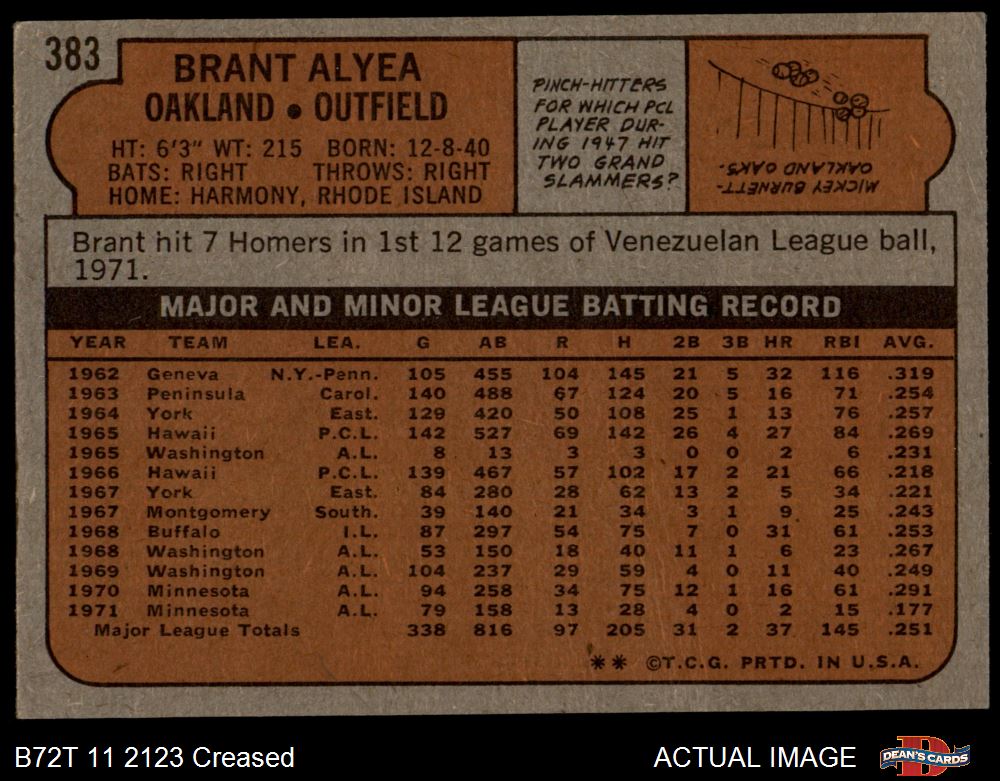 383
BRANT ALYEA
OAKLAND • OUTFIELD
HT: 6'3" WT: 215 BORN: 12-8-40
BATS: RIGHT THROWS: RIGHT
HOME: HARMONY, RHODE ISLAND
PINCH-HITTERS
FOR WHICH PCL
PLAYER DUR-
ING 1947 HIT
TWO GRAND
SLAMMERS?
MICKEY BURNETT-
OAKLAND OAKS.
Brant hit 7 Homers in 1st 12 games of Venezuelan League ball,
1971.
MAJOR AND MINOR LEAGUE BATTING RECORD
YEAR TEAM LEA. G AB R H 2B 3B HR RBI AVG.
1962 Geneva N.Y.-Penn. 105 455 104 145 21 5 32 116 .319
1963 Peninsula Carol. 140 488 67 124 20 5 16 71 .254
1964 York East. 129 420 50 108 25 1 13 76 .257
1965 Hawaii P.C.L. 142 527 69 142 26 4 27 84 .269
1965 Washington A.L. 8 13 3 3 0 0 2 6 .231
1966 Hawaii P.C.L. 139 467 57 102 17 2 21 66 .218
1967 York East. 84 280 28 62 13 2 5 34 .221
1967 Montgomery South. 39 140 21 34 3 1 9 25 .243
1968 Buffalo I.L. 87 297 54 75 7 0 31 61 .253
1968 Washington A.L. 53 150 18 40 11 1 6 23 .267
1969 Washington A.L. 104 237 29 59 4 0 11 40 .249
1970 Minnesota A.L. 94 258 34 75 12 1 16 61 .291
1971 Minnesota A.L. 79 158 13 28 4 0 2 15 .177
Major League Totals 338 816 97 205 31 2 37 145 .251
** ©T.C.G. PRTD. IN U.S.A.
B72T 11 2123 Creased
ACTUAL IMAGE
DEAN'S CARDS